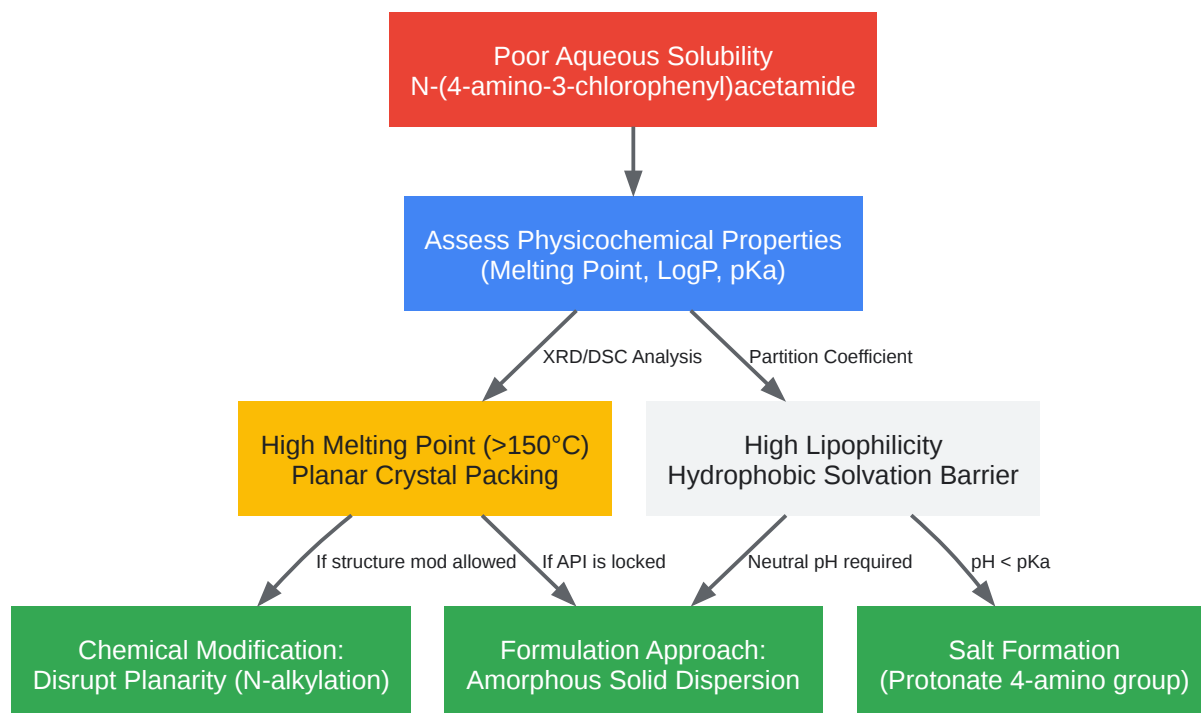 Poor Aqueous Solubility
N-(4-amino-3-chlorophenyl)acetamide
Assess Physicochemical Properties
(Melting Point, LogP, pKa)
XRD/DSC Analysis
Partition Coefficient
High Melting Point (>150°C)
Planar Crystal Packing
High Lipophilicity
Hydrophobic Solvation Barrier
If structure mod allowed
If API is locked
Neutral pH required
pH < pKa
Chemical Modification:
Disrupt Planarity (N-alkylation)
Formulation Approach:
Amorphous Solid Dispersion
Salt Formation
(Protonate 4-amino group)